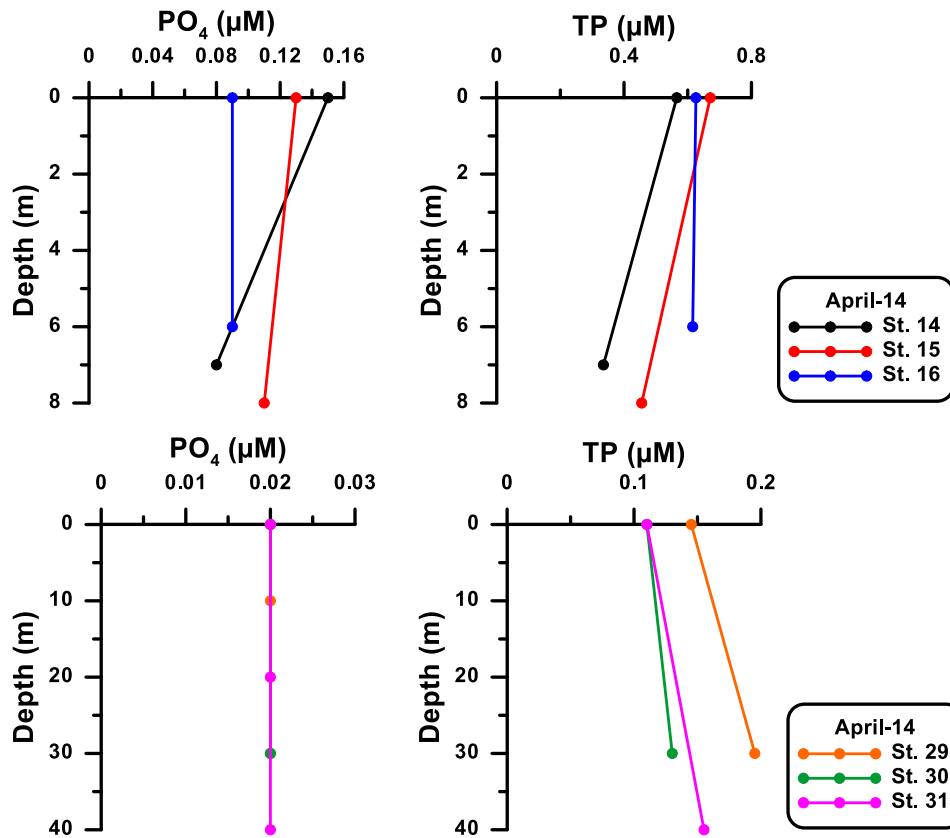 PO4 (µM)
0 0.04 0.08 0.12 0.16
0
2
4
6
8
Depth (m)
TP (µM)
0 0.4 0.8
0
2
4
6
8
Depth (m)
April-14
St. 14
St. 15
St. 16
PO4 (µM)
0 0.01 0.02 0.03
0
10
20
30
40
Depth (m)
TP (µM)
0 0.1 0.2
0
10
20
30
40
Depth (m)
April-14
St. 29
St. 30
St. 31